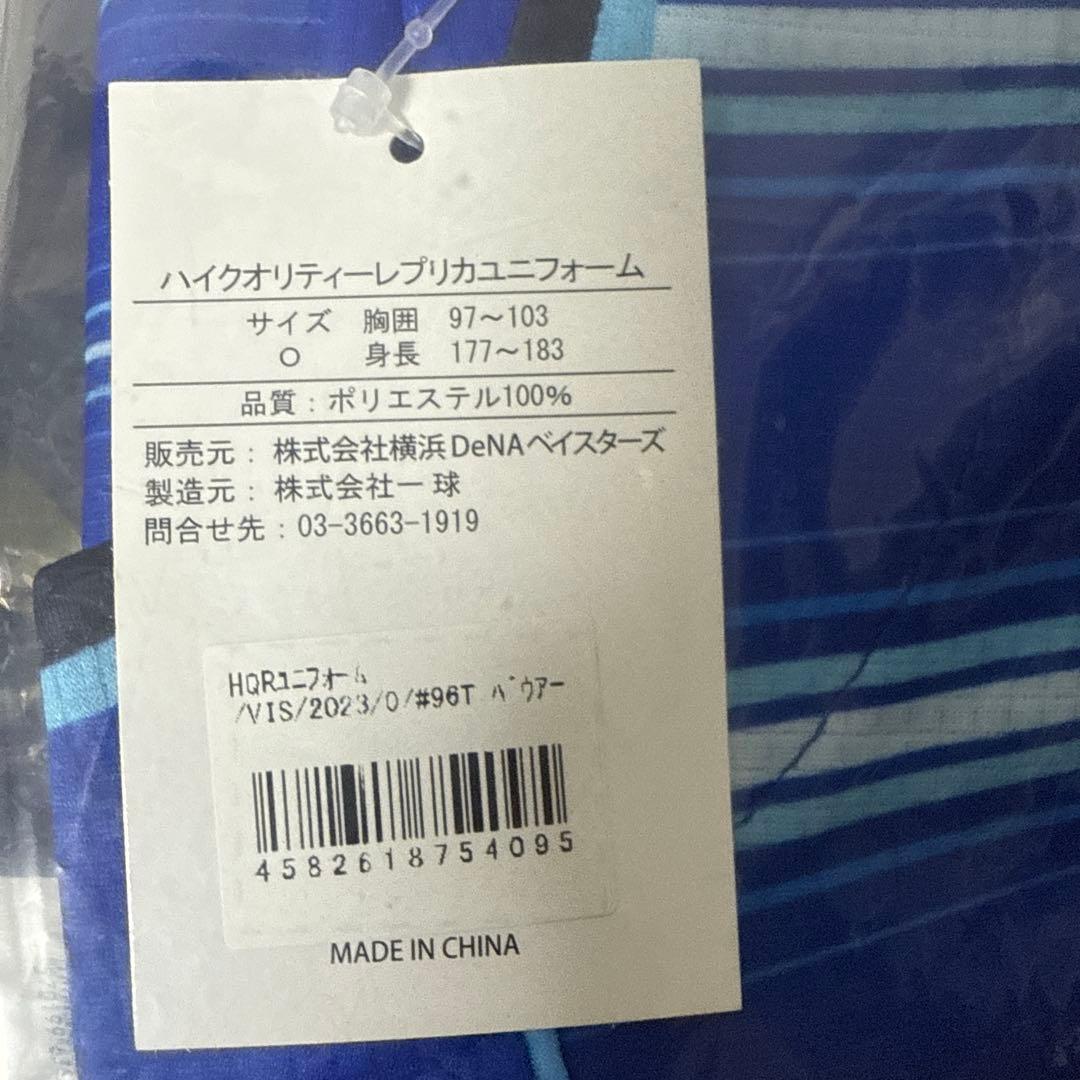 ハイクオリティーレプリカユニフォーム
サイズ 胸囲 97～103
O 身長 177～183
品質：ポリエステル100%
販売元：株式会社横浜DeNAベイスターズ
製造元：株式会社一球
問合せ先：03-3663-1919
HQRユニフォーム
/VIS/2023/O/#96T バウアー
4582618754095
MADE IN CHINA